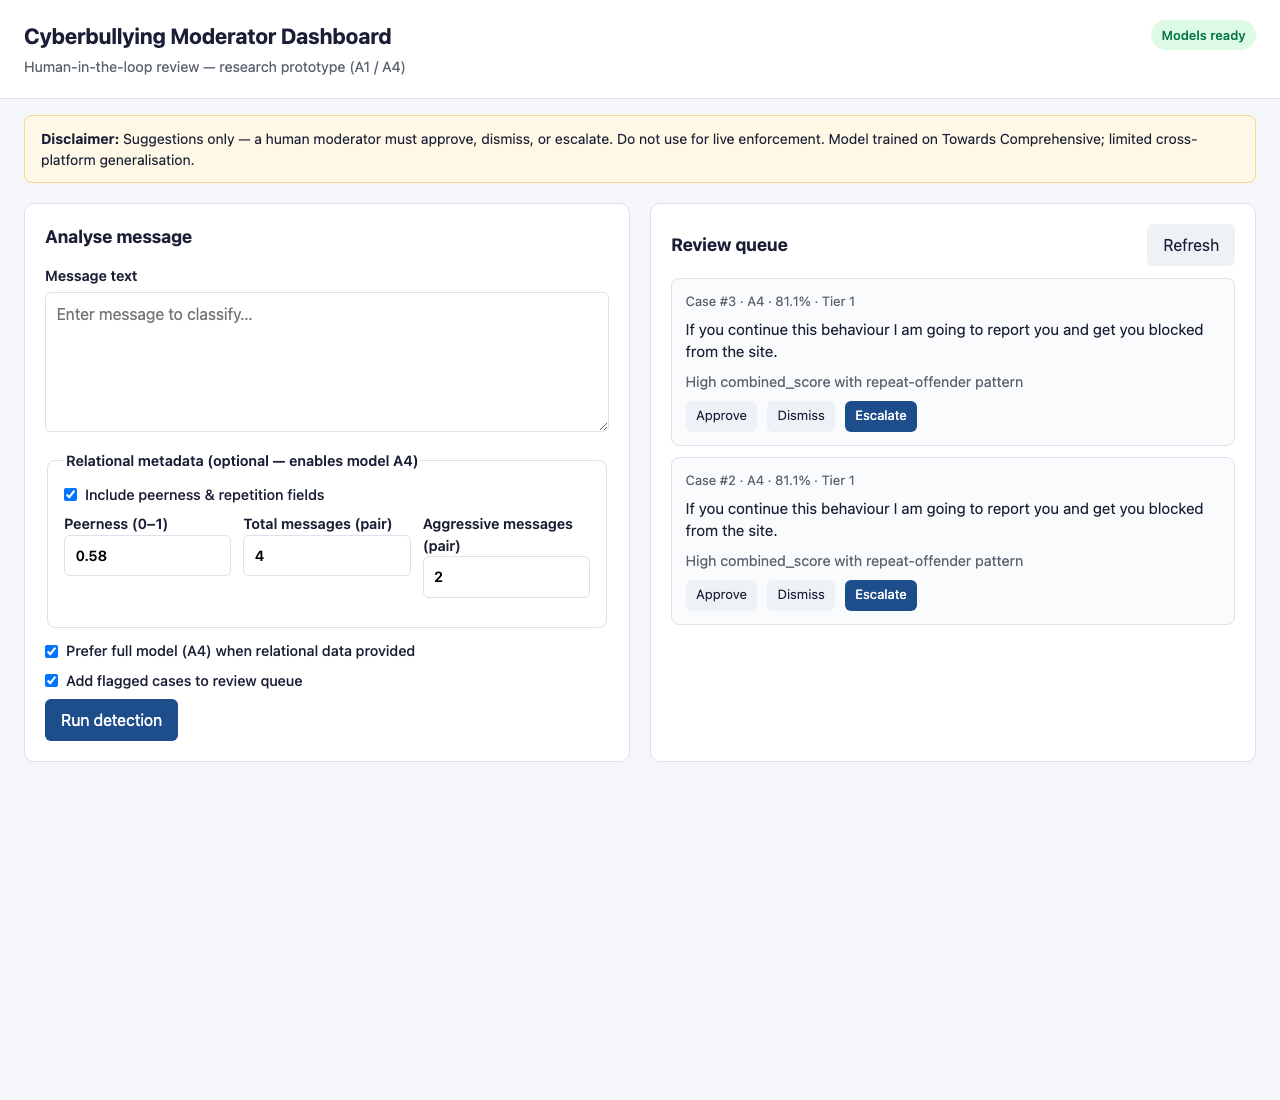 Cyberbullying Moderator Dashboard
Models ready
Human-in-the-loop review — research prototype (A1 / A4)
Disclaimer: Suggestions only — a human moderator must approve, dismiss, or escalate. Do not use for live enforcement. Model trained on Towards Comprehensive; limited cross-
platform generalisation.
Analyse message
Message text
Enter message to classify...
Relational metadata (optional — enables model A4)
Include peerness & repetition fields
Peerness (0–1)
0.58
Total messages (pair)
4
Aggressive messages
(pair)
2
Prefer full model (A4) when relational data provided
Add flagged cases to review queue
Run detection
Review queue
Refresh
Case #3 · A4 · 81.1% · Tier 1
If you continue this behaviour I am going to report you and get you blocked
from the site.
High combined_score with repeat-offender pattern
Approve Dismiss Escalate
Case #2 · A4 · 81.1% · Tier 1
If you continue this behaviour I am going to report you and get you blocked
from the site.
High combined_score with repeat-offender pattern
Approve Dismiss Escalate